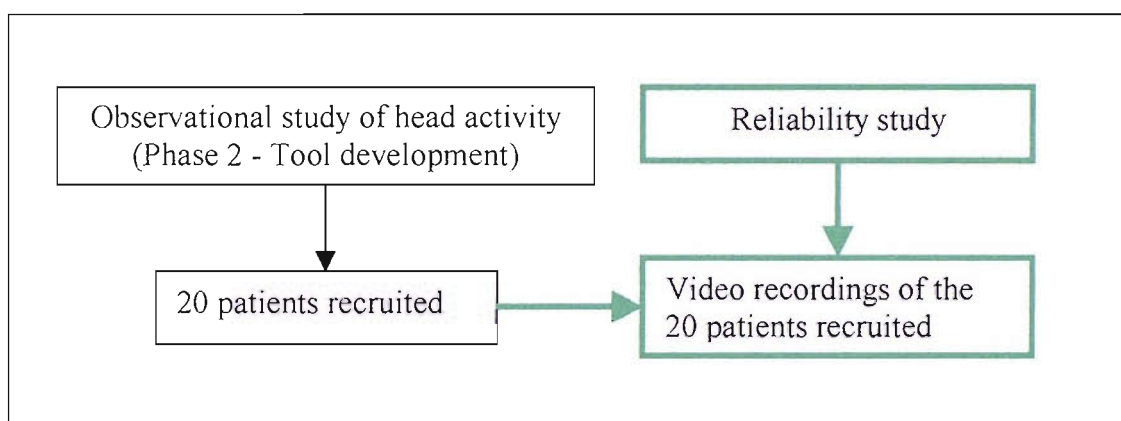 Observational study of head activity
(Phase 2 - Tool development)
Reliability study
20 patients recruited
Video recordings of the
20 patients recruited